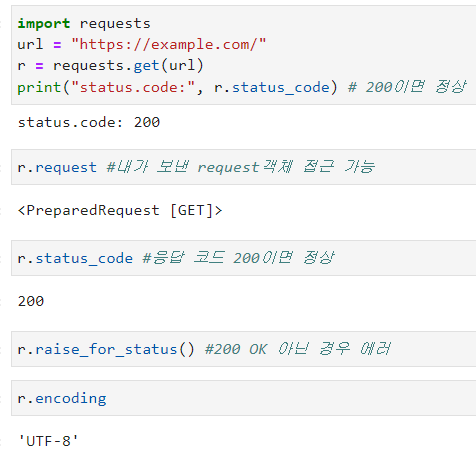 import requests
url = "https://example.com/"
r = requests.get(url)
print("status.code:", r.status_code) # 200이면 정상
status.code: 200
r.request #내가 보낸 request객체 접근 가능
<PreparedRequest [GET]>
r.status_code #응답 코드 200이면 정상
200
r.raise_for_status() #200 OK 아닌 경우 에러
r.encoding
'UTF-8'